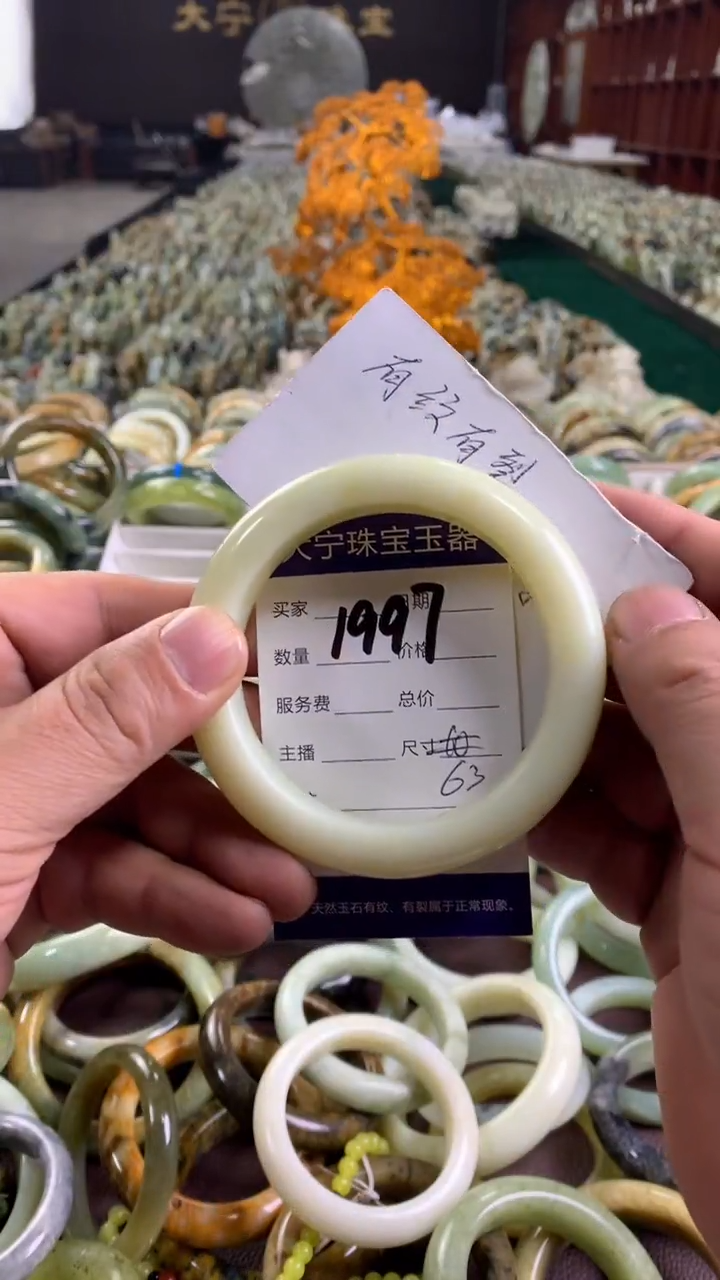 大宁
宝
有纹有裂
大宁珠宝玉器
买家
期
1997
数量
价格
服务费
总价
主播
尺寸
63
天然玉石有纹、有裂属于正常现象。